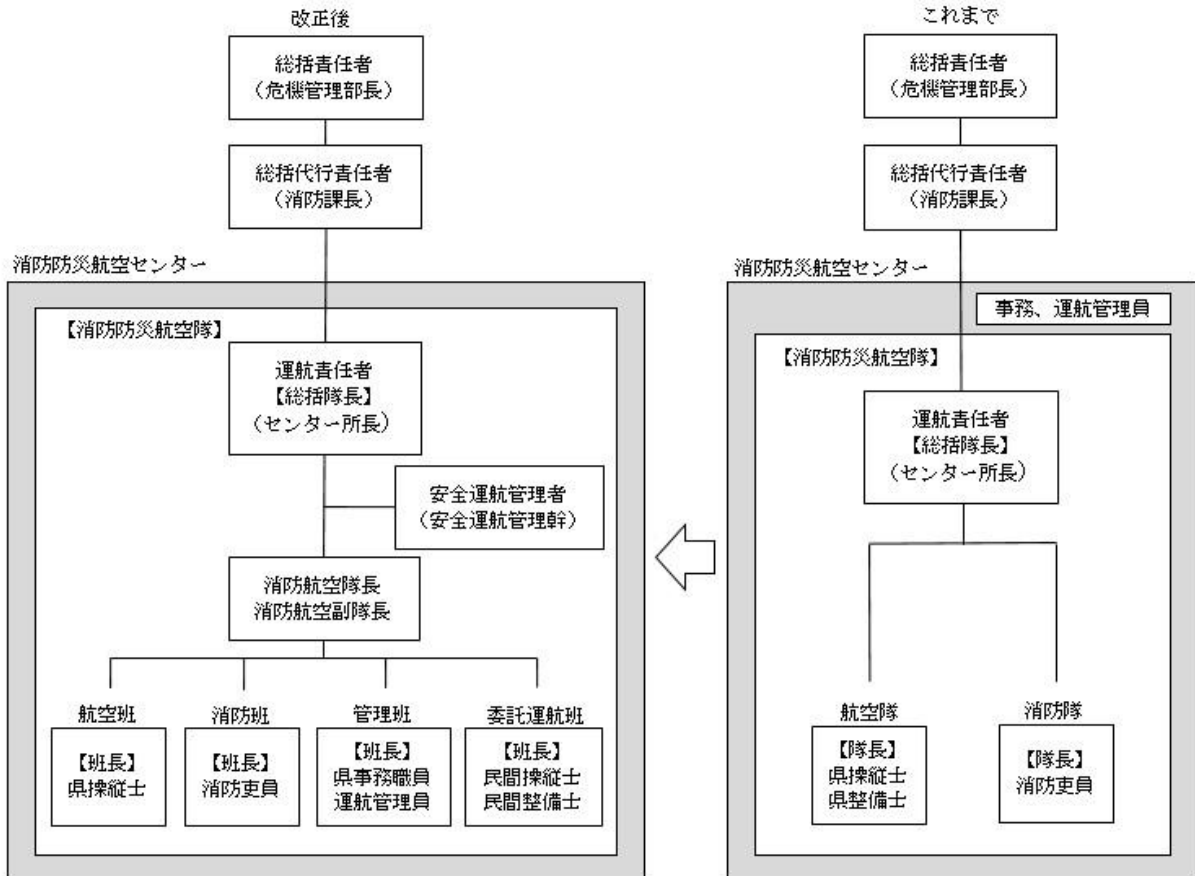 改正後
総括責任者
（危機管理部長）
総括代行責任者
（消防課長）
消防防災航空センター
【消防防災航空隊】
運航責任者
【総括隊長】
（センター所長）
安全運航管理者
（安全運航管理幹）
消防航空隊長
消防航空副隊長
航空班
【班長】
県操縦士
消防班
【班長】
消防吏員
管理班
【班長】
県事務職員
運航管理員
委託運航班
【班長】
民間操縦士
民間整備士
これまで
総括責任者
（危機管理部長）
総括代行責任者
（消防課長）
消防防災航空センター
事務、運航管理員
【消防防災航空隊】
運航責任者
【総括隊長】
（センター所長）
航空隊
【隊長】
県操縦士
県整備士
消防隊
【隊長】
消防吏員